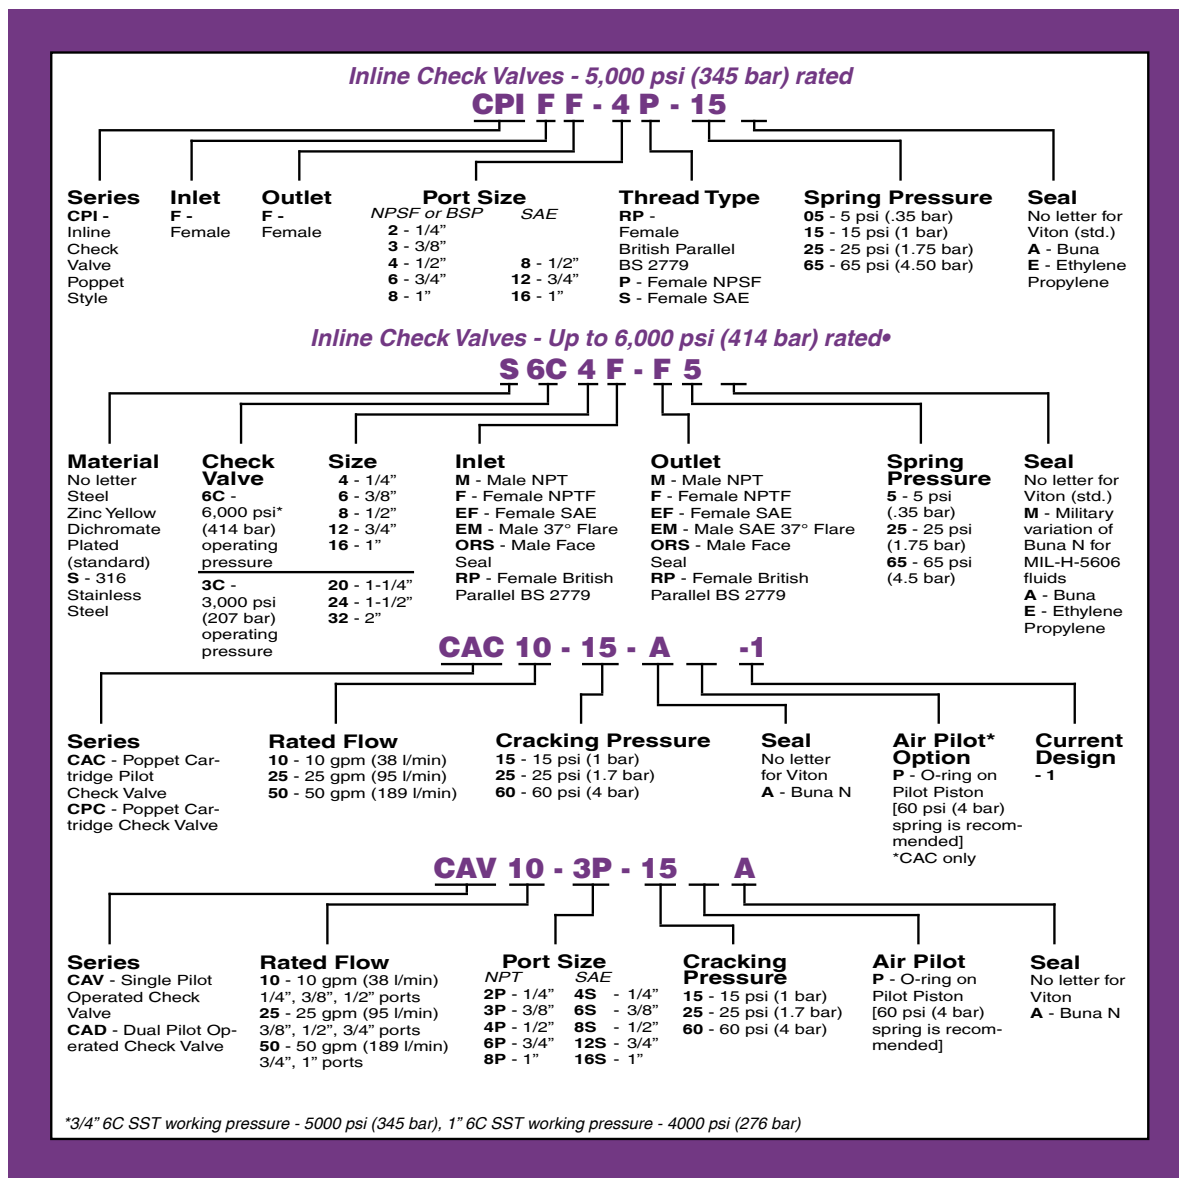 Inline Check Valves - 5,000 psi (345 bar) rated
CPI F F - 4 P - 15
Series
CPI -
Inline
Check
Valve
Poppet
Style
Inlet
F -
Female
Outlet
F -
Female
Port Size
NPSF or BSP SAE
2 - 1/4”
3 - 3/8”
4 - 1/2” 8 - 1/2”
6 - 3/4” 12 - 3/4”
8 - 1” 16 - 1”
Thread Type
RP -
Female
British Parallel
BS 2779
P - Female NPSF
S - Female SAE
Spring Pressure
05 - 5 psi (.35 bar)
15 - 15 psi (1 bar)
25 - 25 psi (1.75 bar)
65 - 65 psi (4.50 bar)
Seal
No letter for
Viton (std.)
A - Buna
E - Ethylene
Propylene
Inline Check Valves - Up to 6,000 psi (414 bar) rated•
S 6C 4 F - F 5
Material
No letter
Steel
Zinc Yellow
Dichromate
Plated
(standard)
S - 316
Stainless
Steel
Check
Valve
6C -
6,000 psi*
(414 bar)
operating
pressure
3C -
3,000 psi
(207 bar)
operating
pressure
Size
4 - 1/4”
6 - 3/8”
8 - 1/2”
12 - 3/4”
16 - 1”
20 - 1-1/4”
24 - 1-1/2”
32 - 2”
Inlet
M - Male NPT
F - Female NPTF
EF - Female SAE
EM - Male 37° Flare
ORS - Male Face
Seal
RP - Female British
Parallel BS 2779
Outlet
M - Male NPT
F - Female NPTF
EF - Female SAE
EM - Male SAE 37° Flare
ORS - Male Face
Seal
RP - Female British
Parallel BS 2779
Spring
Pressure
5 - 5 psi
(.35 bar)
25 - 25 psi
(1.75 bar)
65 - 65 psi
(4.5 bar)
Seal
No letter for
Viton (std.)
M - Military
variation of
Buna N for
MIL-H-5606
fluids
A - Buna
E - Ethylene
Propylene
CAC 10 - 15 - A -1
Series
CAC - Poppet Car-
tridge Pilot
Check Valve
CPC - Poppet Car-
tridge Check Valve
Rated Flow
10 - 10 gpm (38 l/min)
25 - 25 gpm (95 l/min)
50 - 50 gpm (189 l/min)
Cracking Pressure
15 - 15 psi (1 bar)
25 - 25 psi (1.7 bar)
60 - 60 psi (4 bar)
Seal
No letter
for Viton
A - Buna N
Air Pilot*
Option
P - O-ring on
Pilot Piston
[60 psi (4 bar)
spring is recom-
mended]
*CAC only
Current
Design
- 1
CAV 10 - 3P - 15 A
Series
CAV - Single Pilot
Operated Check
Valve
CAD - Dual Pilot Op-
erated Check Valve
Rated Flow
10 - 10 gpm (38 l/min)
1/4”, 3/8”, 1/2” ports
25 - 25 gpm (95 l/min)
3/8”, 1/2”, 3/4” ports
50 - 50 gpm (189 l/min)
3/4”, 1” ports
Port Size
NPT SAE
2P - 1/4” 4S - 1/4”
3P - 3/8” 6S - 3/8”
4P - 1/2” 8S - 1/2”
6P - 3/4” 12S - 3/4”
8P - 1” 16S - 1”
Cracking
Pressure
15 - 15 psi (1 bar)
25 - 25 psi (1.7 bar)
60 - 60 psi (4 bar)
Air Pilot
P - O-ring on
Pilot Piston
[60 psi (4 bar)
spring is recom-
mended]
Seal
No letter for
Viton
A - Buna N
*3/4” 6C SST working pressure - 5000 psi (345 bar), 1” 6C SST working pressure - 4000 psi (276 bar)